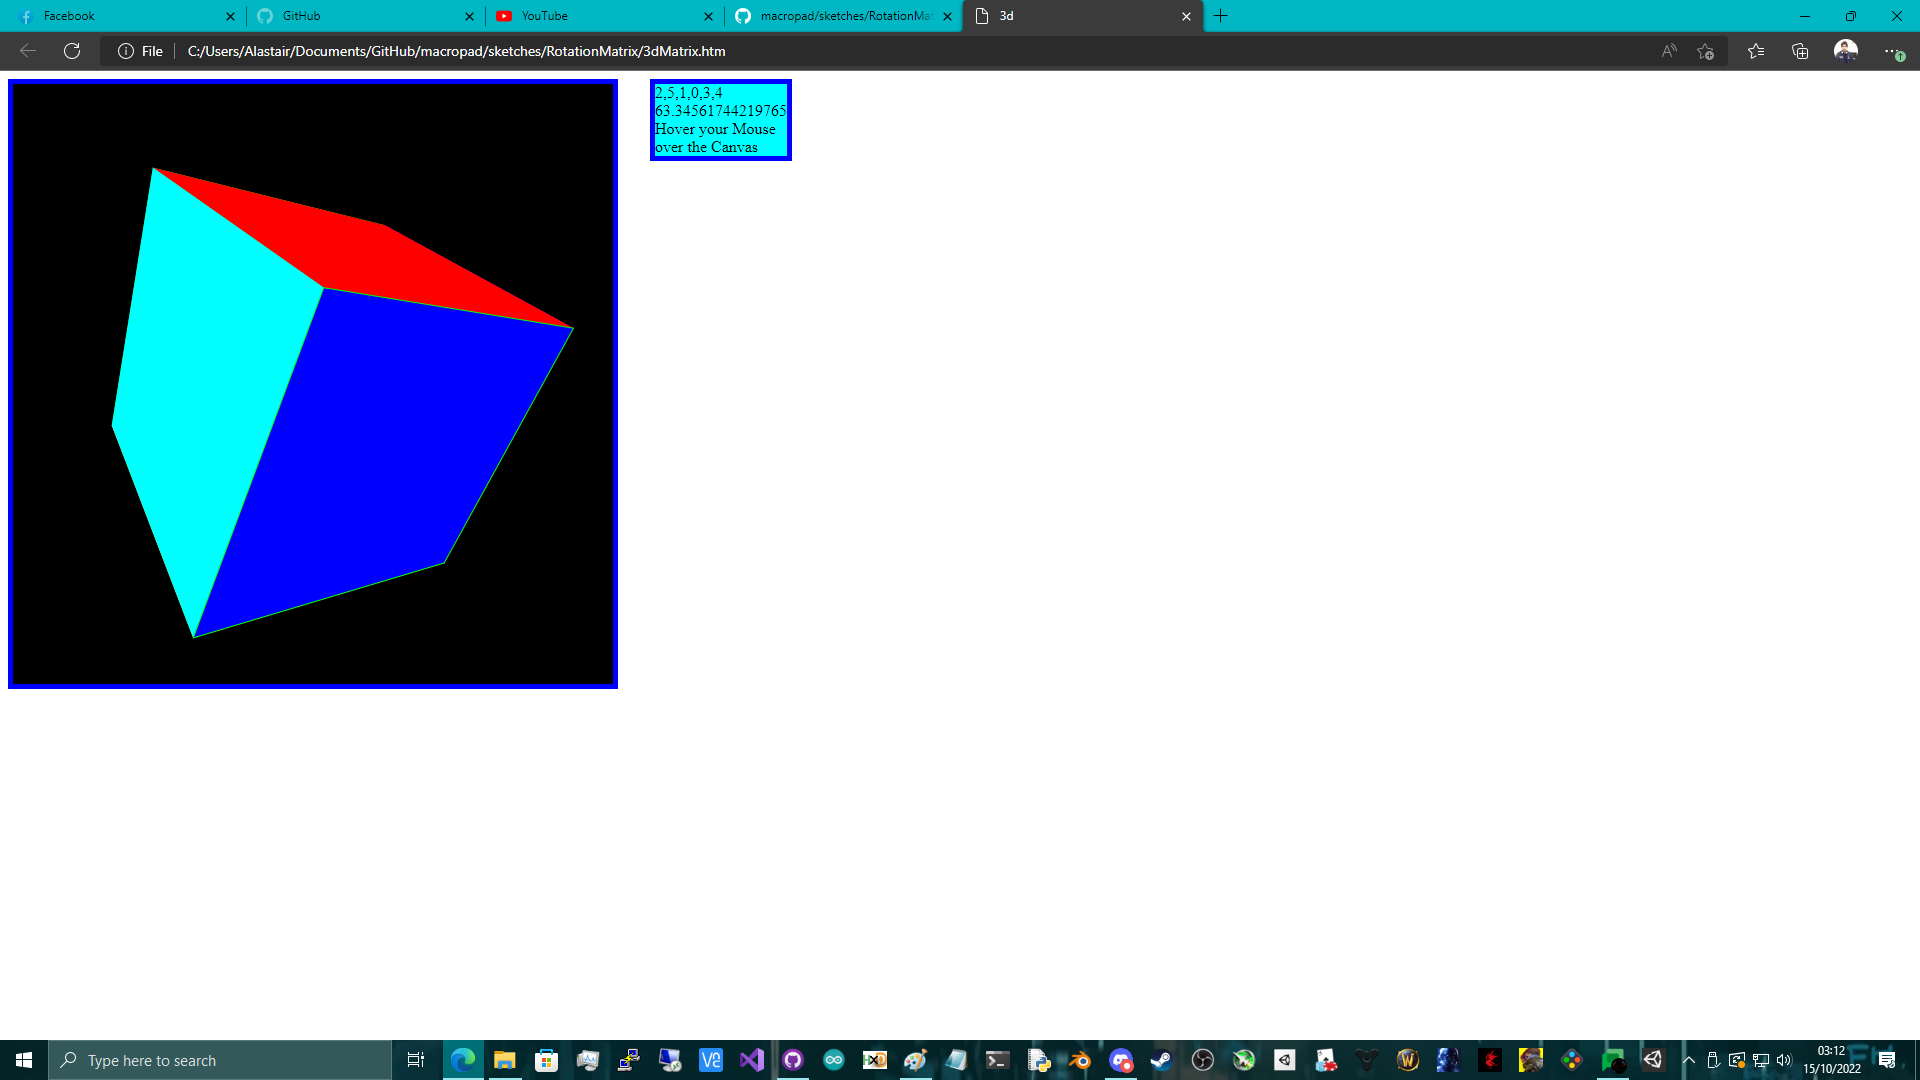 Facebook
GitHub
YouTube
macropad/sketches/RotationMat
3d
File
C:/Users/Alastair/Documents/GitHub/macropad/sketches/RotationMatrix/3dMatrix.htm
2,5,1,0,3,4
63.34561744219765
Hover your Mouse
over the Canvas
Type here to search
03:12
15/10/2022